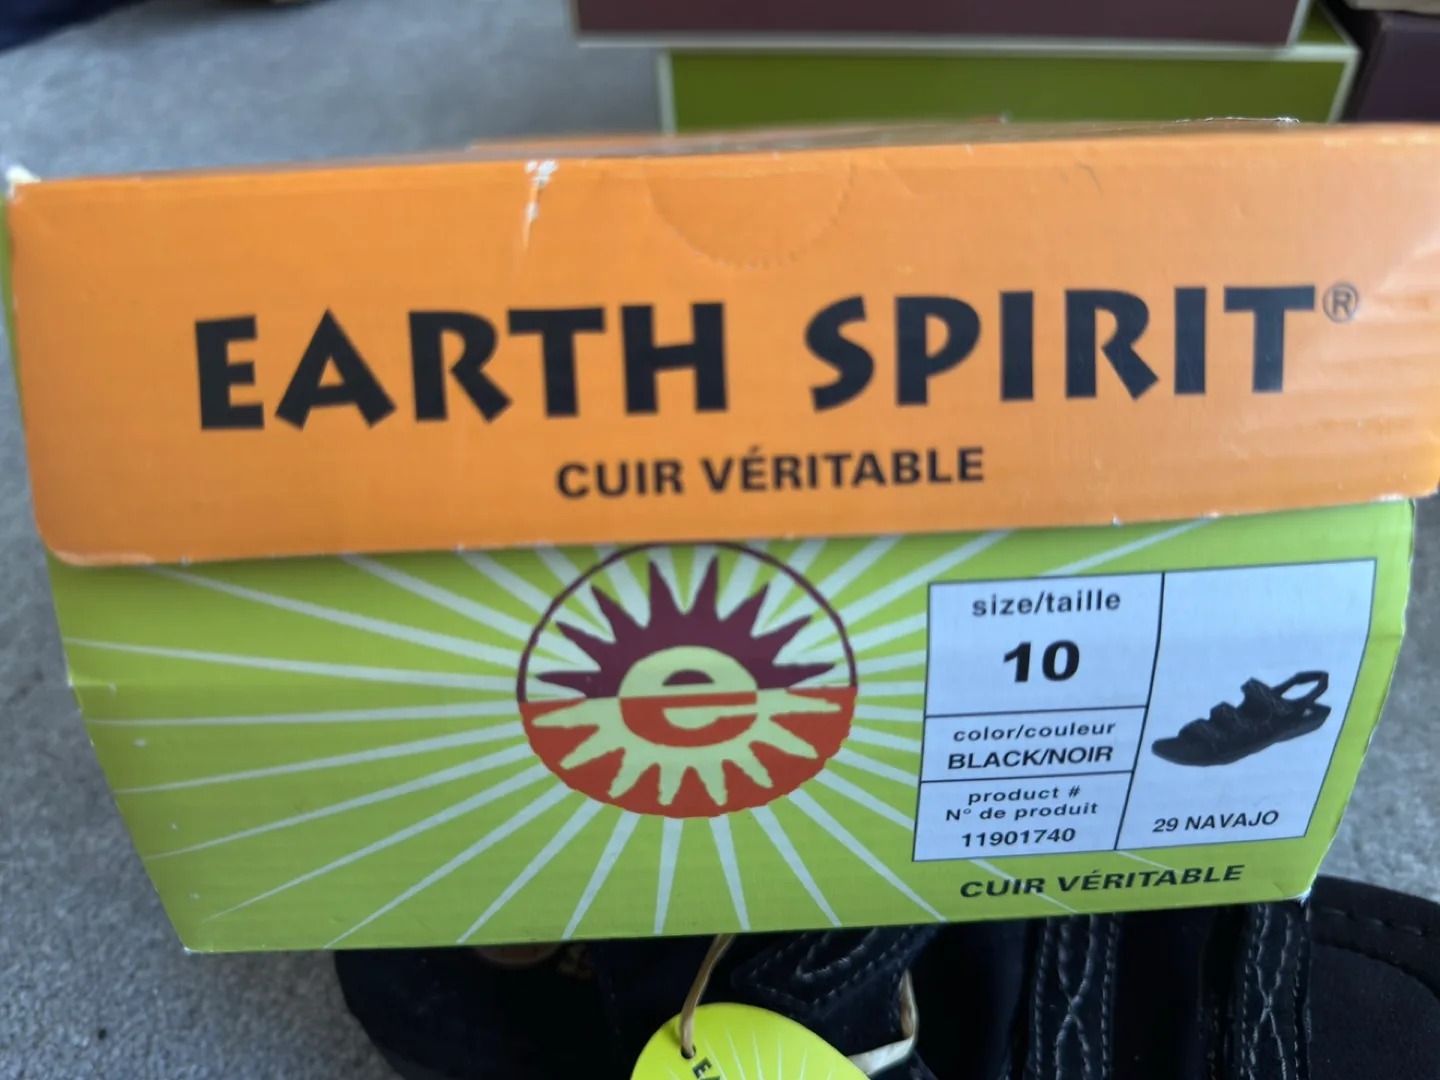 EARTH SPIRIT®
CUIR VÉRITABLE
e
size/taille
10
color/couleur
BLACK/NOIR
product #
N° de produit
11901740
29 NAVAJO
CUIR VÉRITABLE